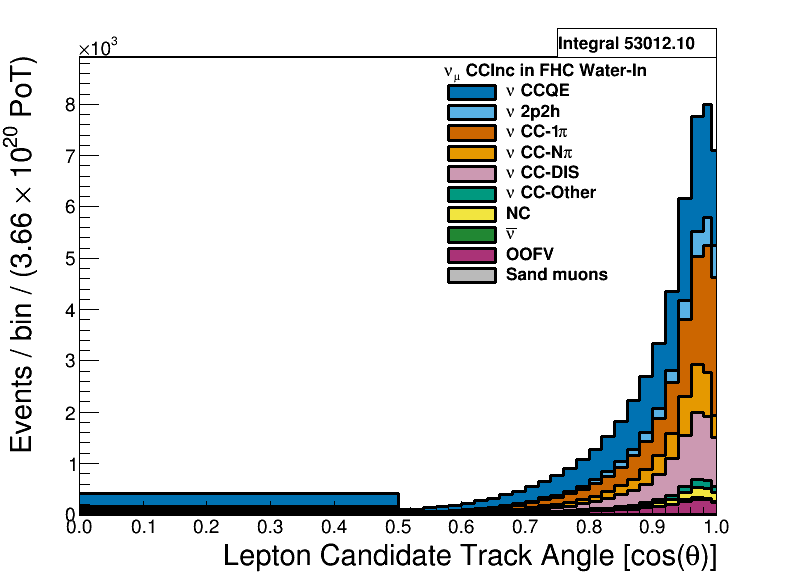 Integral 53012.10
×10³
ν_μ CCInc in FHC Water-In
ν CCQE
ν 2p2h
ν CC-1π
ν CC-Nπ
ν CC-DIS
ν CC-Other
NC
ν̅
OOFV
Sand muons
Events / bin / (3.66 × 10²⁰ PoT)
8
7
6
5
4
3
2
1
0
0.0 0.1 0.2 0.3 0.4 0.5 0.6 0.7 0.8 0.9 1.0
Lepton Candidate Track Angle [cos(θ)]